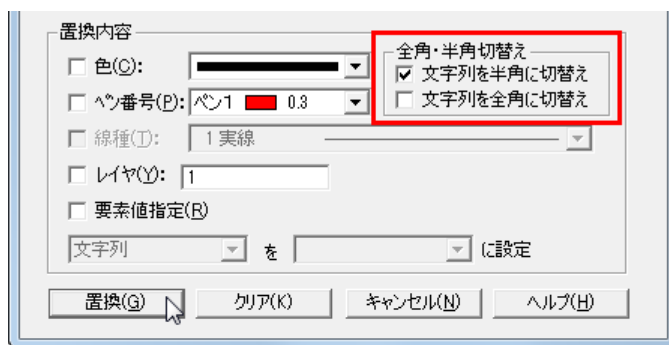 置換内容
色(C):
ペン番号(P): ペン1 0.3
線種(T): 1 実線
レイヤ(Y): 1
要素値指定(R)
文字列 を に設定
全角・半角切替え
文字列を半角に切替え
文字列を全角に切替え
置換(G) クリア(K) キャンセル(N) ヘルプ(H)